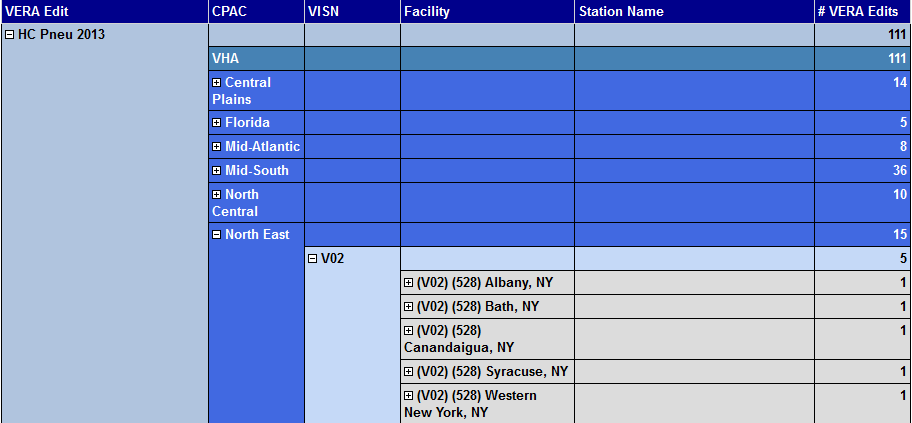 VERA Edit CPAC VISN Facility Station Name # VERA Edits
HC Pneu 2013 111
VHA 111
Central 14
Plains
Florida 5
Mid-Atlantic 8
Mid-South 36
North 10
Central
North East 15
V02 5
(V02) (528) Albany, NY 1
(V02) (528) Bath, NY 1
(V02) (528) 1
Canandaigua, NY
(V02) (528) Syracuse, NY 1
(V02) (528) Western 1
New York, NY